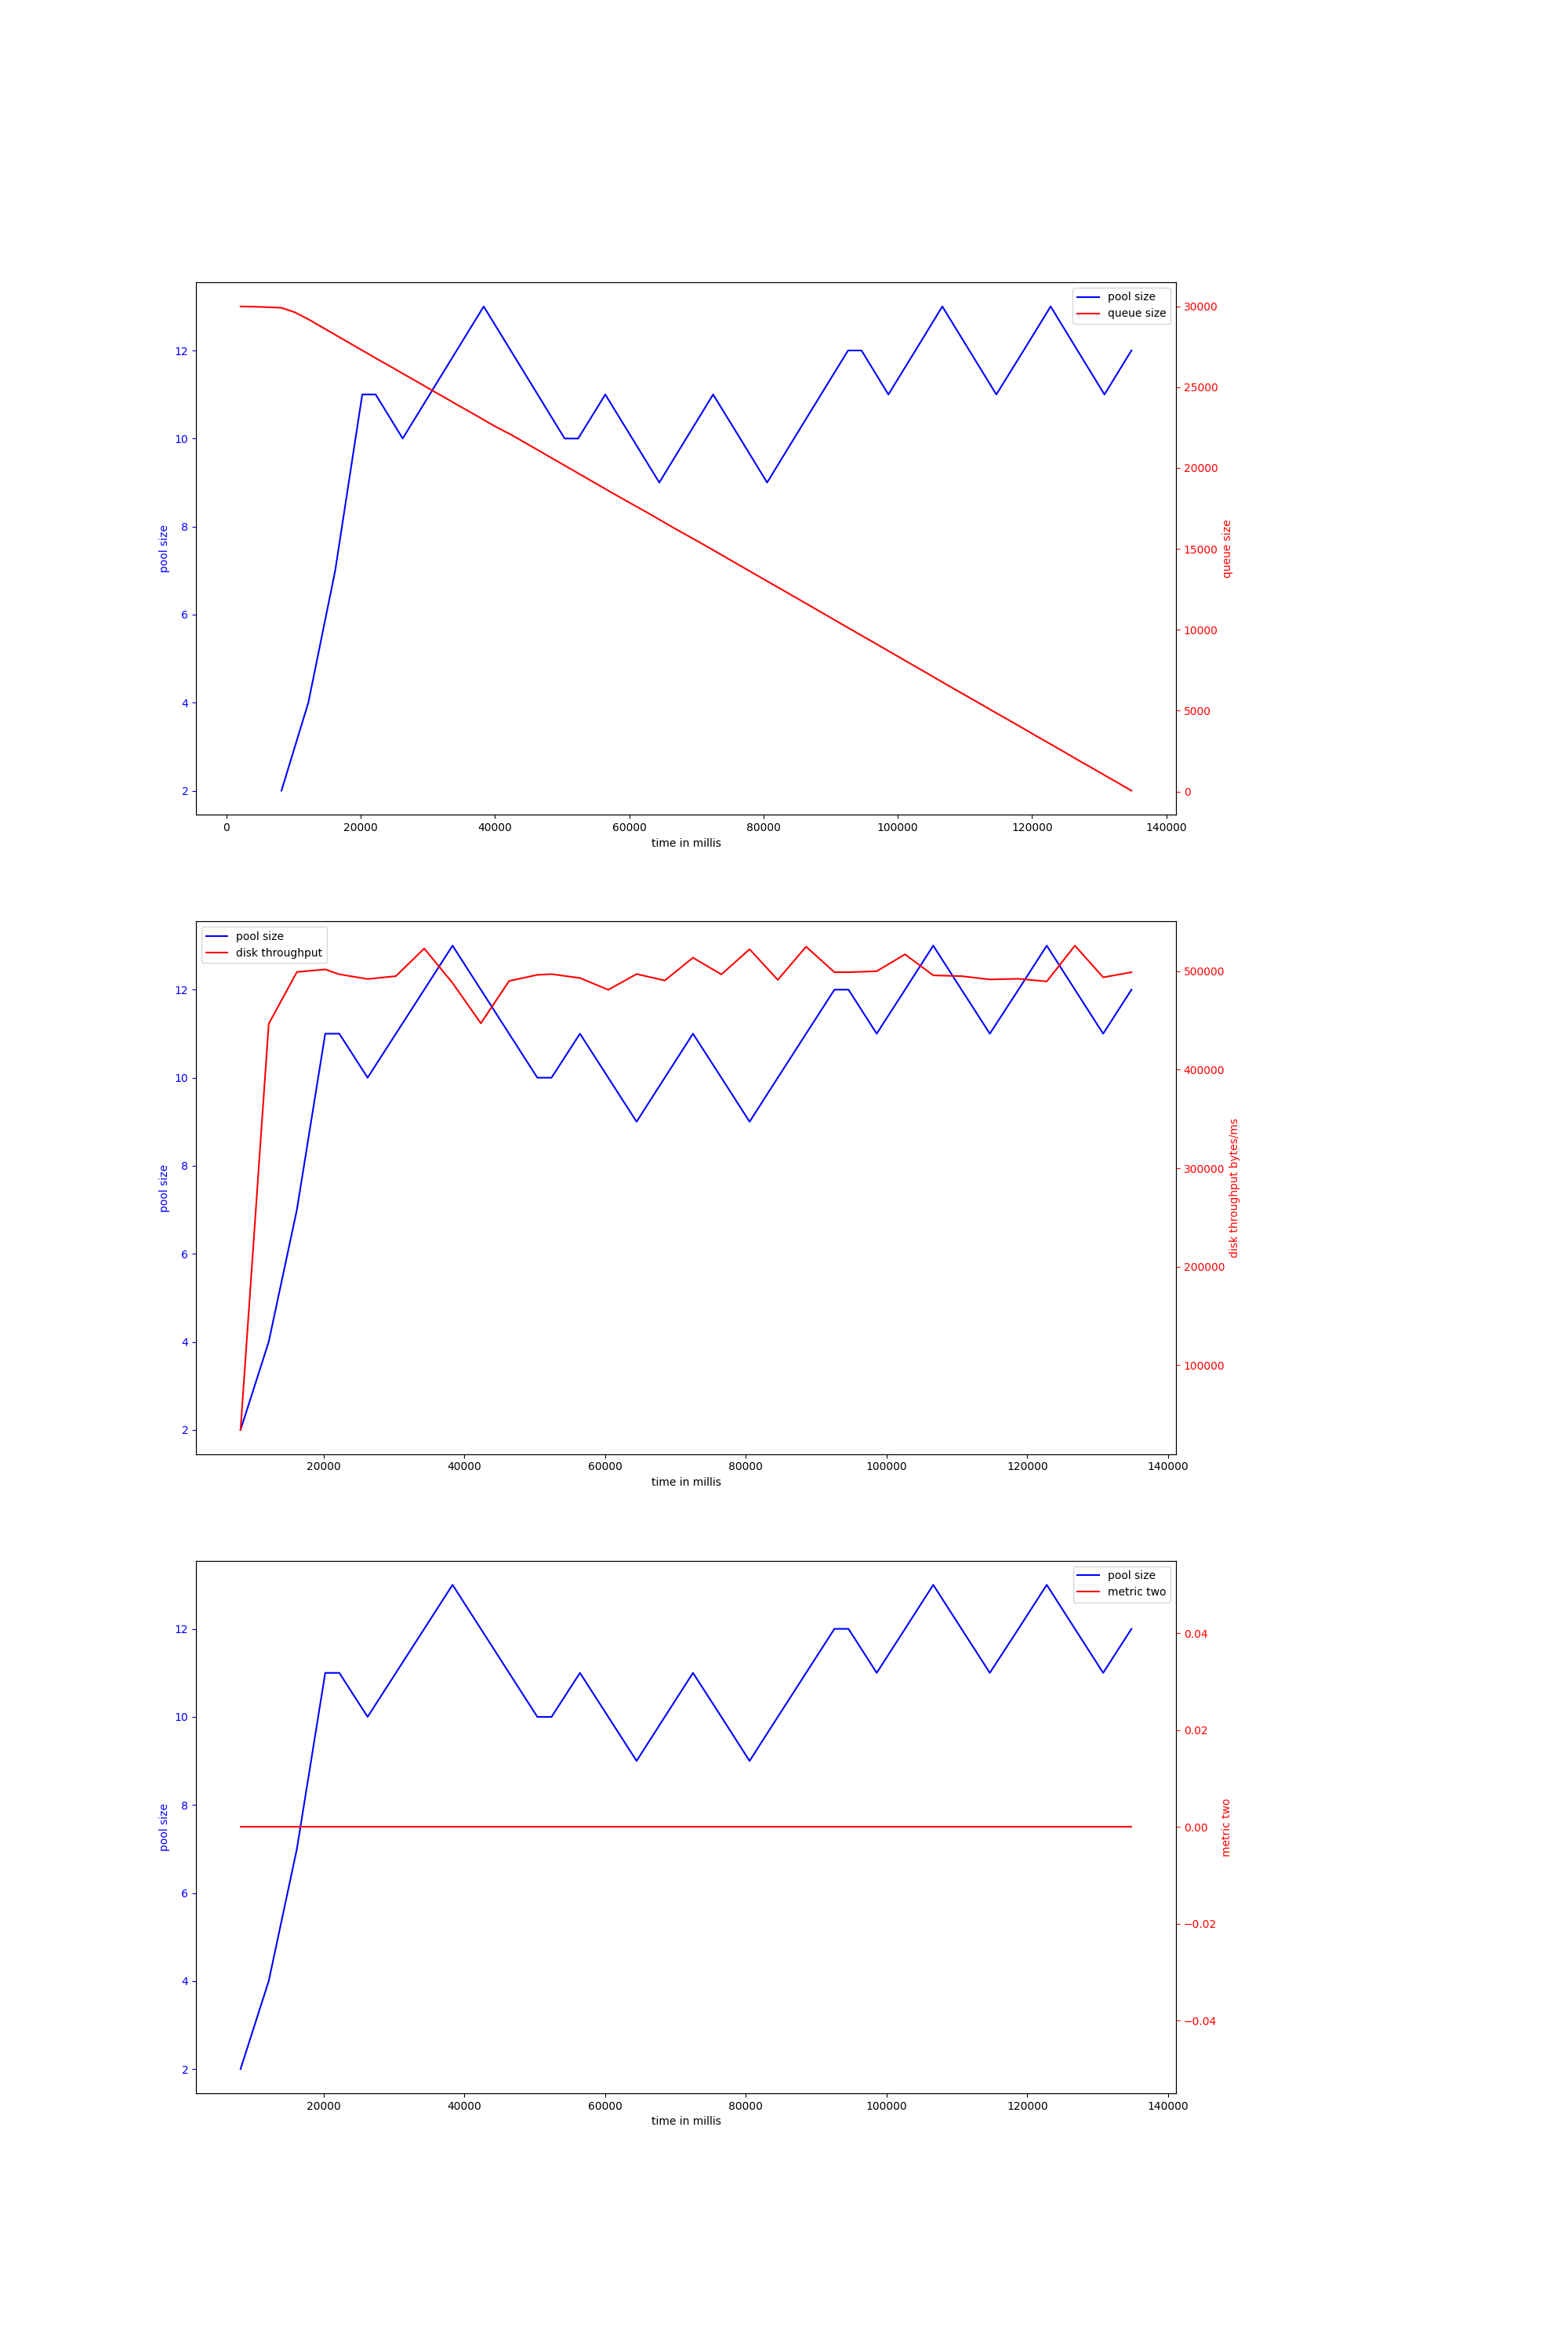 pool size
queue size
30000
25000
20000
15000
10000
5000
0
queue size
12
10
8
6
4
2
pool size
0 20000 40000 60000 80000 100000 120000 140000
time in millis
pool size
disk throughput
500000
400000
300000
200000
100000
disk throughput bytes/ms
12
10
8
6
4
2
pool size
20000 40000 60000 80000 100000 120000 140000
time in millis
pool size
metric two
0.04
0.02
0.00
−0.02
−0.04
metric two
12
10
8
6
4
2
pool size
20000 40000 60000 80000 100000 120000 140000
time in millis